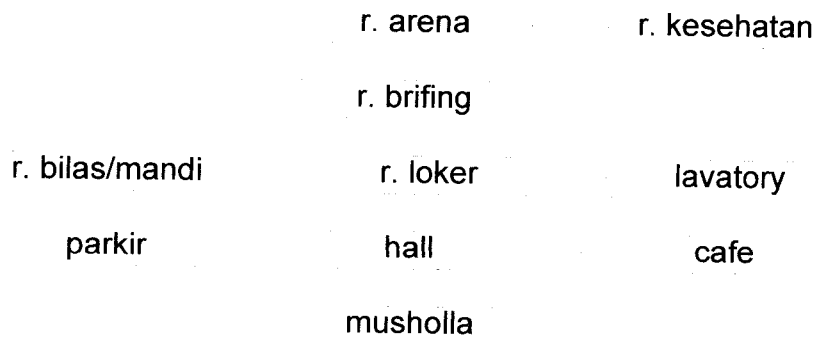 r. arena r. kesehatan
r. brifing
r. bilas/mandi r. loker lavatory
parkir hall cafe
musholla